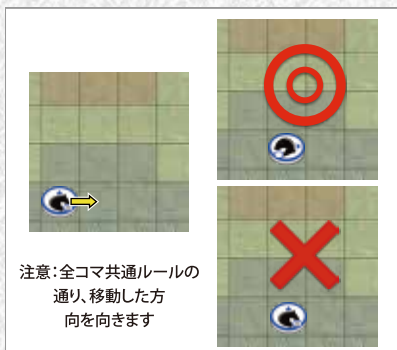 注意：全コマ共通ルールの
通り、移動した方
向を向きます